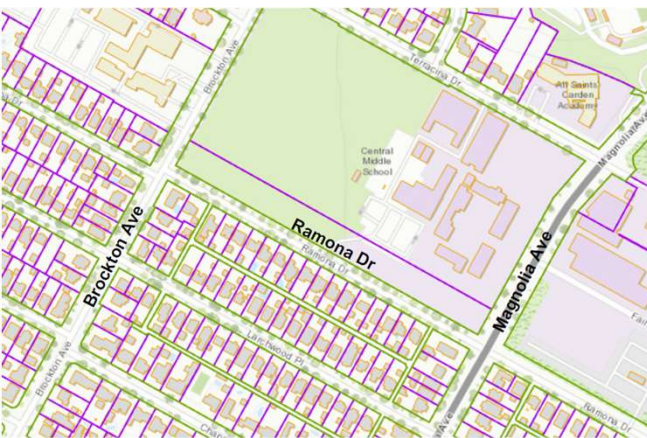 Brockton Ave
Terracina Dr
All Saints
Carden
Academy
Magnolia Ave
Central
Middle
School
Brockton Ave
Ramona Dr
Ramona Dr
Magnolia Ave
Larchwood Pl
Brockton Ave
Ramona Dr